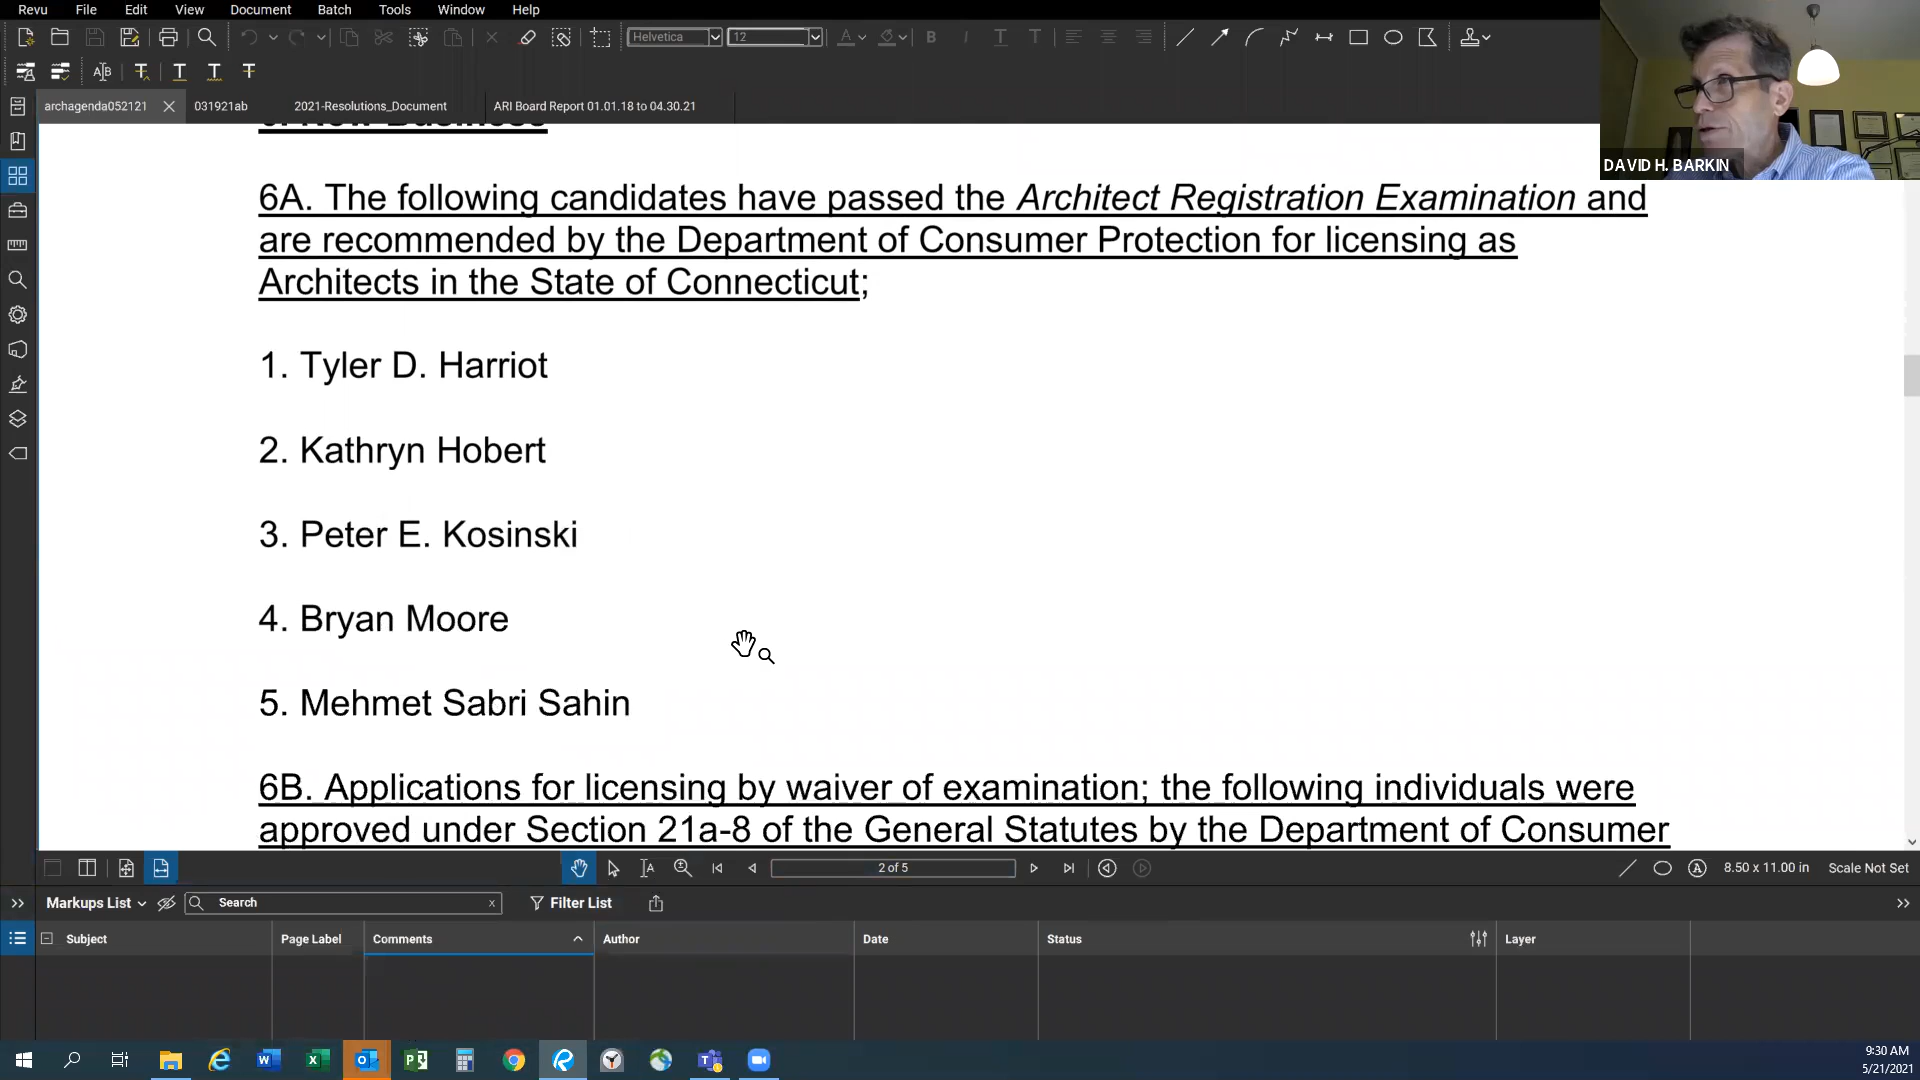 Revu File Edit View Document Batch Tools Window Help
Helvetica 12
archagenda052121 031921ab 2021-Resolutions_Document ARI Board Report 01.01.18 to 04.30.21
DAVID H. BARKIN
6. New Business
6A. The following candidates have passed the Architect Registration Examination and
are recommended by the Department of Consumer Protection for licensing as
Architects in the State of Connecticut;
1. Tyler D. Harriot
2. Kathryn Hobert
3. Peter E. Kosinski
4. Bryan Moore
5. Mehmet Sabri Sahin
6B. Applications for licensing by waiver of examination; the following individuals were
approved under Section 21a-8 of the General Statutes by the Department of Consumer
2 of 5 8.50 x 11.00 in Scale Not Set
Markups List Search x Filter List
Subject Page Label Comments Author Date Status Layer
9:30 AM
5/21/2021